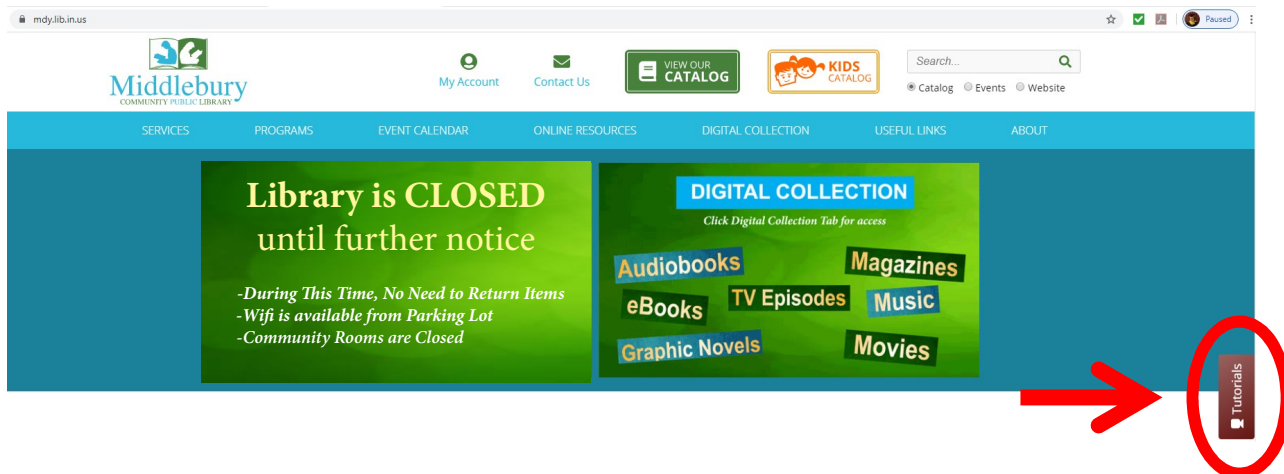 mdy.lib.in.us
Paused
Middlebury
COMMUNITY PUBLIC LIBRARY
My Account
Contact Us
VIEW OUR
CATALOG
KIDS
CATALOG
Search...
Catalog Events Website
SERVICES PROGRAMS EVENT CALENDAR ONLINE RESOURCES DIGITAL COLLECTION USEFUL LINKS ABOUT
Library is CLOSED
until further notice
-During This Time, No Need to Return Items
-Wifi is available from Parking Lot
-Community Rooms are Closed
DIGITAL COLLECTION
Click Digital Collection Tab for access
Audiobooks
Magazines
eBooks
TV Episodes
Music
Graphic Novels
Movies
Tutorials